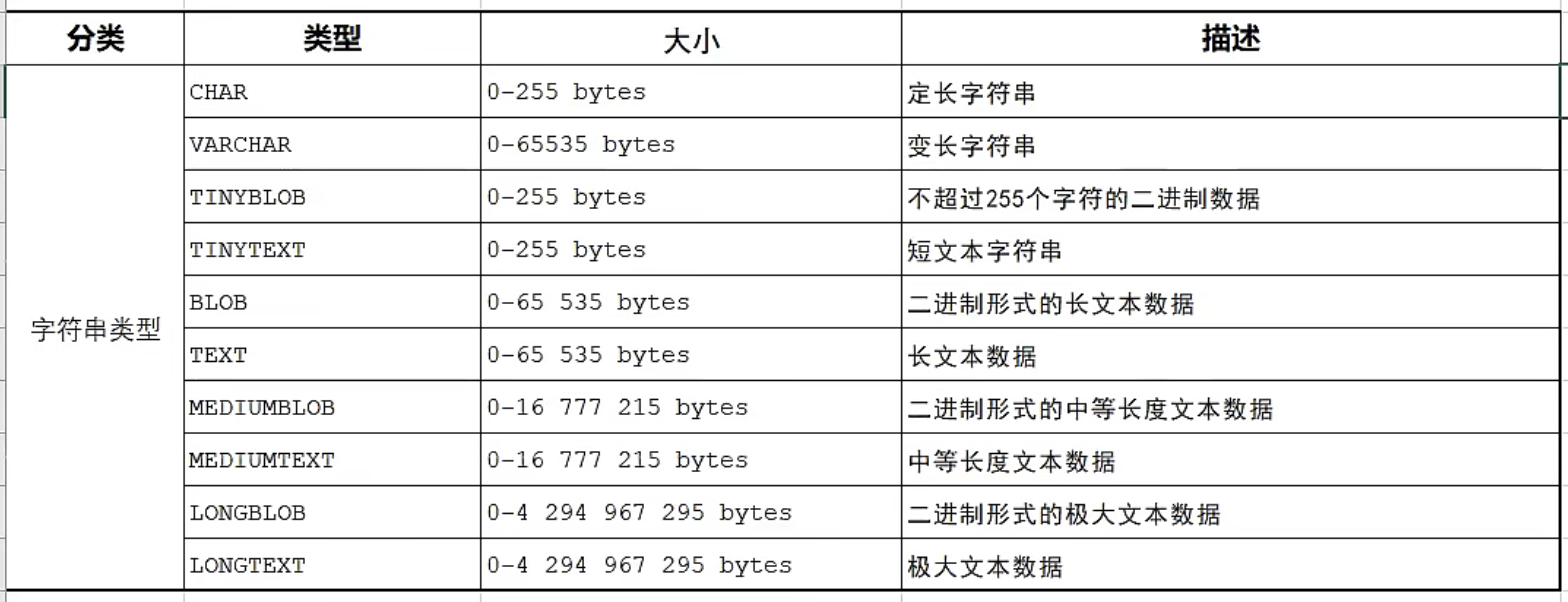 分类 类型 大小 描述
CHAR 0-255 bytes 定长字符串
VARCHAR 0-65535 bytes 变长字符串
TINYBLOB 0-255 bytes 不超过255个字符的二进制数据
TINYTEXT 0-255 bytes 短文本字符串
BLOB 0-65 535 bytes 二进制形式的长文本数据
字符串类型
TEXT 0-65 535 bytes 长文本数据
MEDIUMBLOB 0-16 777 215 bytes 二进制形式的中等长度文本数据
MEDIUMTEXT 0-16 777 215 bytes 中等长度文本数据
LONGBLOB 0-4 294 967 295 bytes 二进制形式的极大文本数据
LONGTEXT 0-4 294 967 295 bytes 极大文本数据